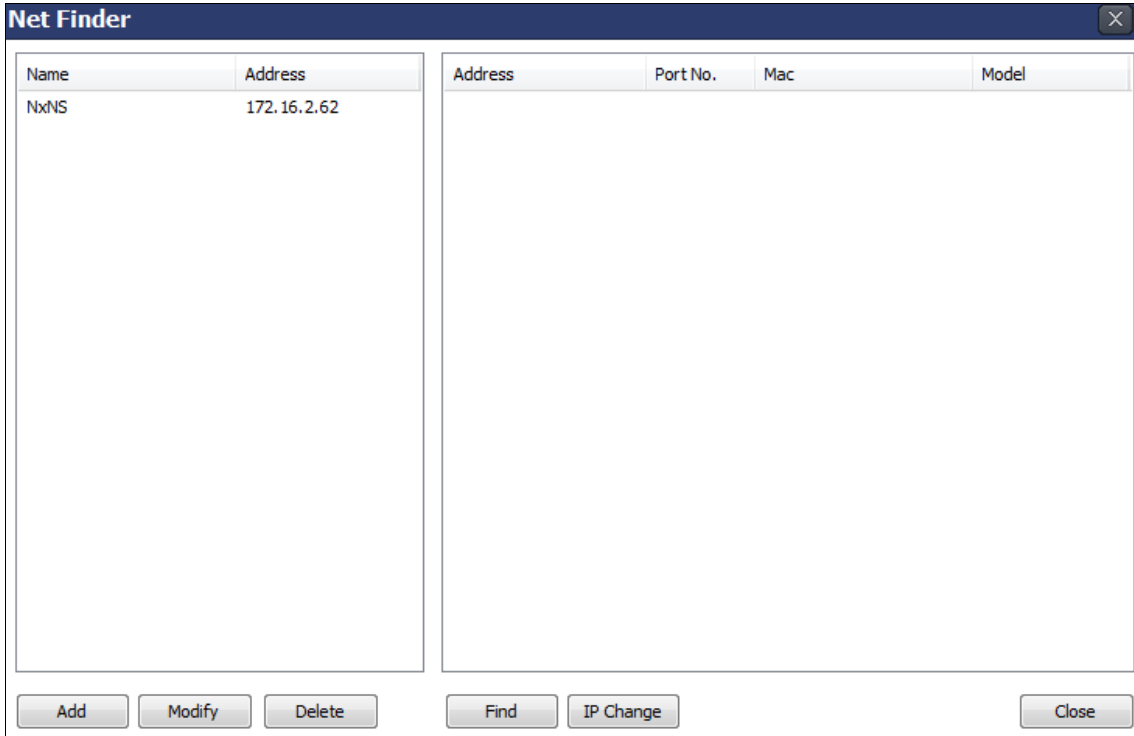 Net Finder
Name Address
NxNS 172.16.2.62
Address Port No. Mac Model
Add Modify Delete Find IP Change Close